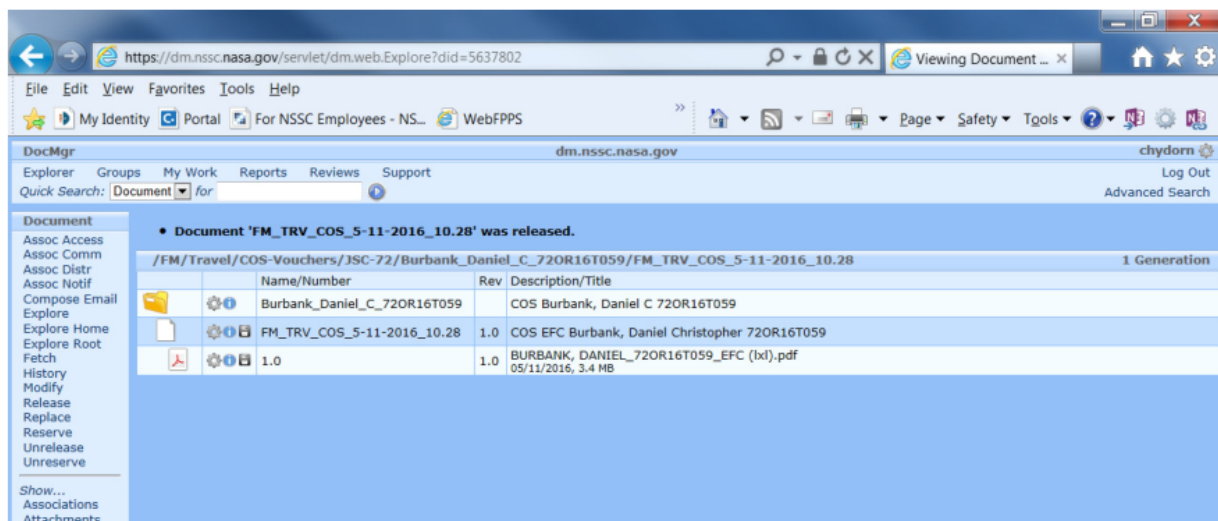 https://dm.nssc.nasa.gov/servlet/dm.web.Explore?did=5637802
Viewing Document ...
File Edit View Favorites Tools Help
My Identity Portal For NSSC Employees - NS... WebFPPS
Page Safety Tools
DocMgr dm.nssc.nasa.gov chydorn
Explorer Groups My Work Reports Reviews Support Log Out
Quick Search: Document for Advanced Search
Document
Assoc Access
Assoc Comm
Assoc Distr
Assoc Notif
Compose Email
Explore
Explore Home
Explore Root
Fetch
History
Modify
Release
Replace
Reserve
Unrelease
Unreserve
Show...
Associations
Attachments
• Document 'FM_TRV_COS_5-11-2016_10.28' was released.
/FM/Travel/COS-Vouchers/JSC-72/Burbank_Daniel_C_72OR16T059/FM_TRV_COS_5-11-2016_10.28 1 Generation
Name/Number Rev Description/Title
Burbank_Daniel_C_72OR16T059 COS Burbank, Daniel C 72OR16T059
FM_TRV_COS_5-11-2016_10.28 1.0 COS EFC Burbank, Daniel Christopher 72OR16T059
1.0 1.0 BURBANK, DANIEL_72OR16T059_EFC (lxl).pdf
05/11/2016, 3.4 MB